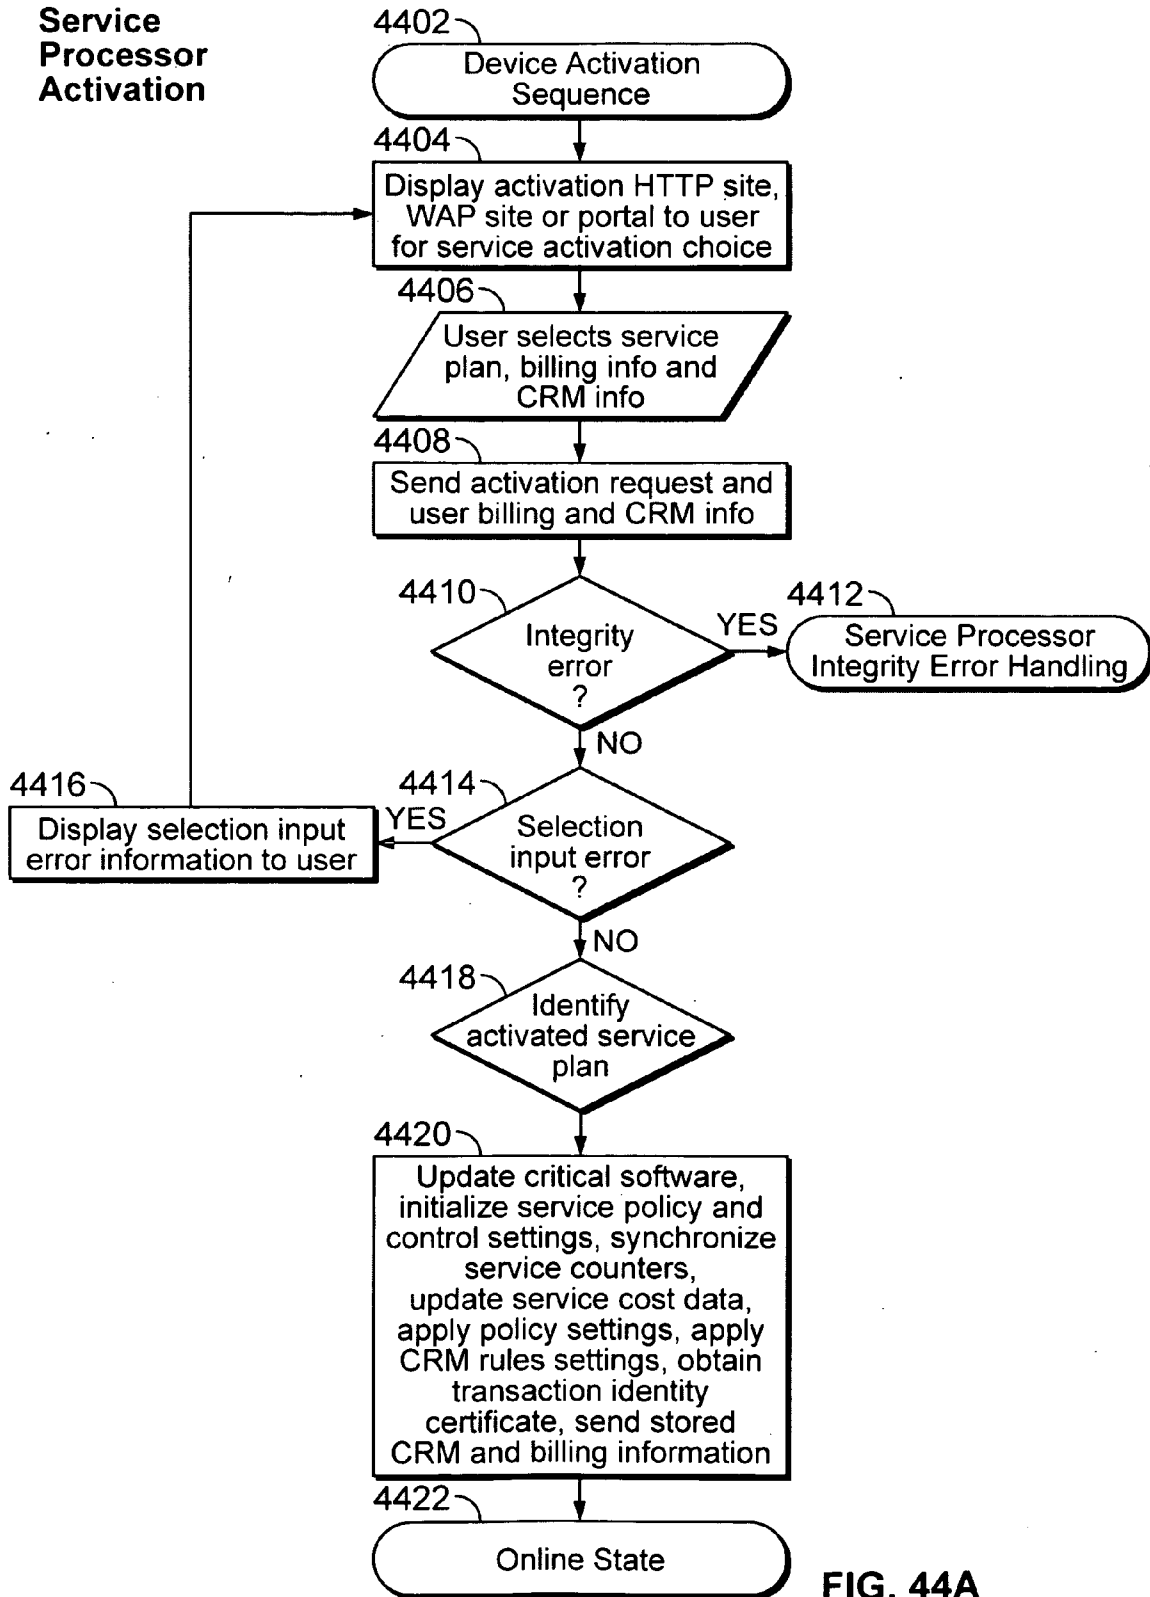 Service
Processor
Activation
4402
Device Activation
Sequence
4404
Display activation HTTP site,
WAP site or portal to user
for service activation choice
4406
User selects service
plan, billing info and
CRM info
4408
Send activation request and
user billing and CRM info
4410
Integrity
error
?
YES
4412
Service Processor
Integrity Error Handling
NO
4414
Selection
input error
?
YES
4416
Display selection input
error information to user
NO
4418
Identify
activated service
plan
4420
Update critical software,
initialize service policy and
control settings, synchronize
service counters,
update service cost data,
apply policy settings, apply
CRM rules settings, obtain
transaction identity
certificate, send stored
CRM and billing information
4422
Online State
FIG. 44A